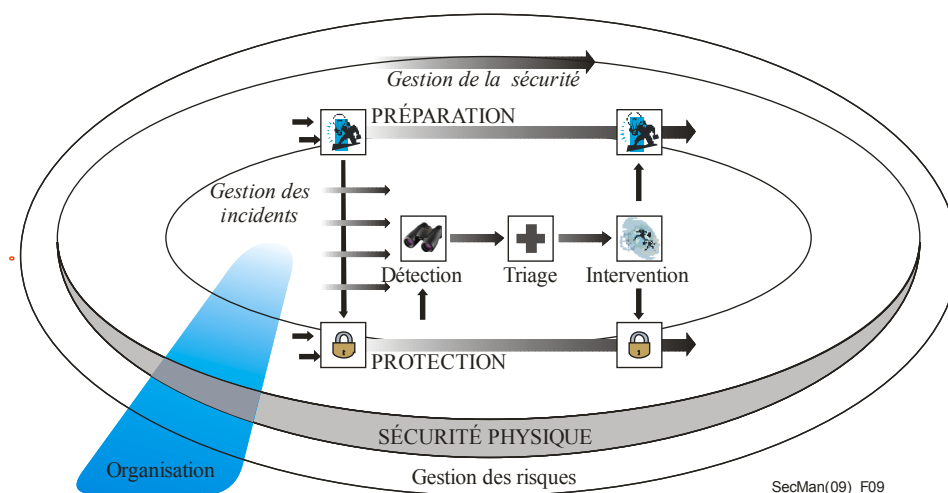 Gestion de la sécurité
PRÉPARATION
Gestion des
incidents
Détection
Triage
Intervention
PROTECTION
SÉCURITÉ PHYSIQUE
Organisation
Gestion des risques
SecMan(09)_F09